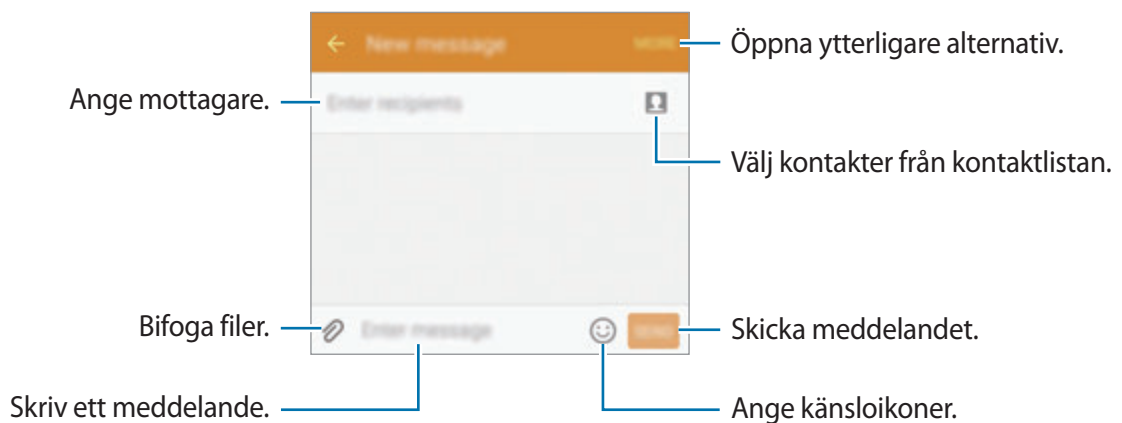 New message
MORE
Öppna ytterligare alternativ.
Ange mottagare.
Enter recipients
Välj kontakter från kontaktlistan.
Bifoga filer.
Enter message
SEND
Skicka meddelandet.
Skriv ett meddelande.
Ange känsloikoner.